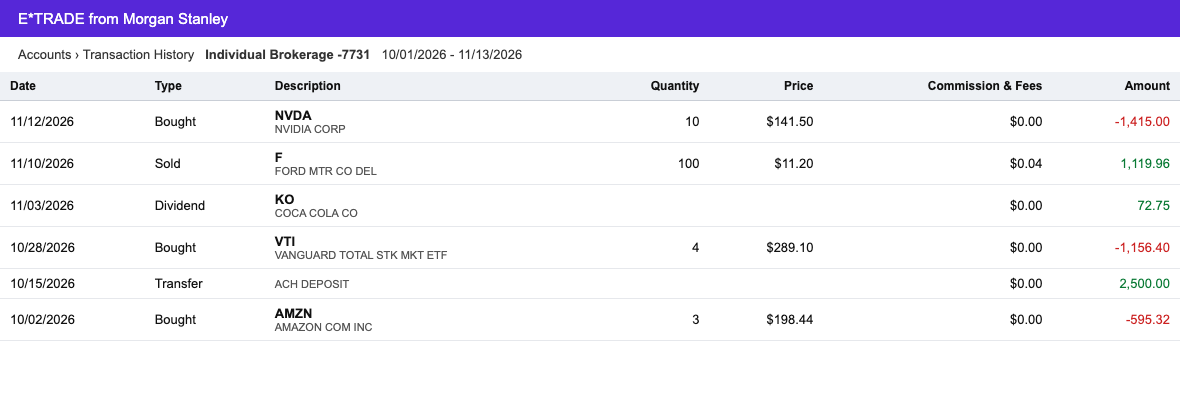 E*TRADE from Morgan Stanley
Accounts › Transaction History Individual Brokerage -7731 10/01/2026 - 11/13/2026
Date Type Description Quantity Price Commission & Fees Amount
11/12/2026 Bought NVDA 10 $141.50 $0.00 -1,415.00
NVIDIA CORP
11/10/2026 Sold F 100 $11.20 $0.04 1,119.96
FORD MTR CO DEL
11/03/2026 Dividend KO $0.00 72.75
COCA COLA CO
10/28/2026 Bought VTI 4 $289.10 $0.00 -1,156.40
VANGUARD TOTAL STK MKT ETF
10/15/2026 Transfer ACH DEPOSIT $0.00 2,500.00
10/02/2026 Bought AMZN 3 $198.44 $0.00 -595.32
AMAZON COM INC